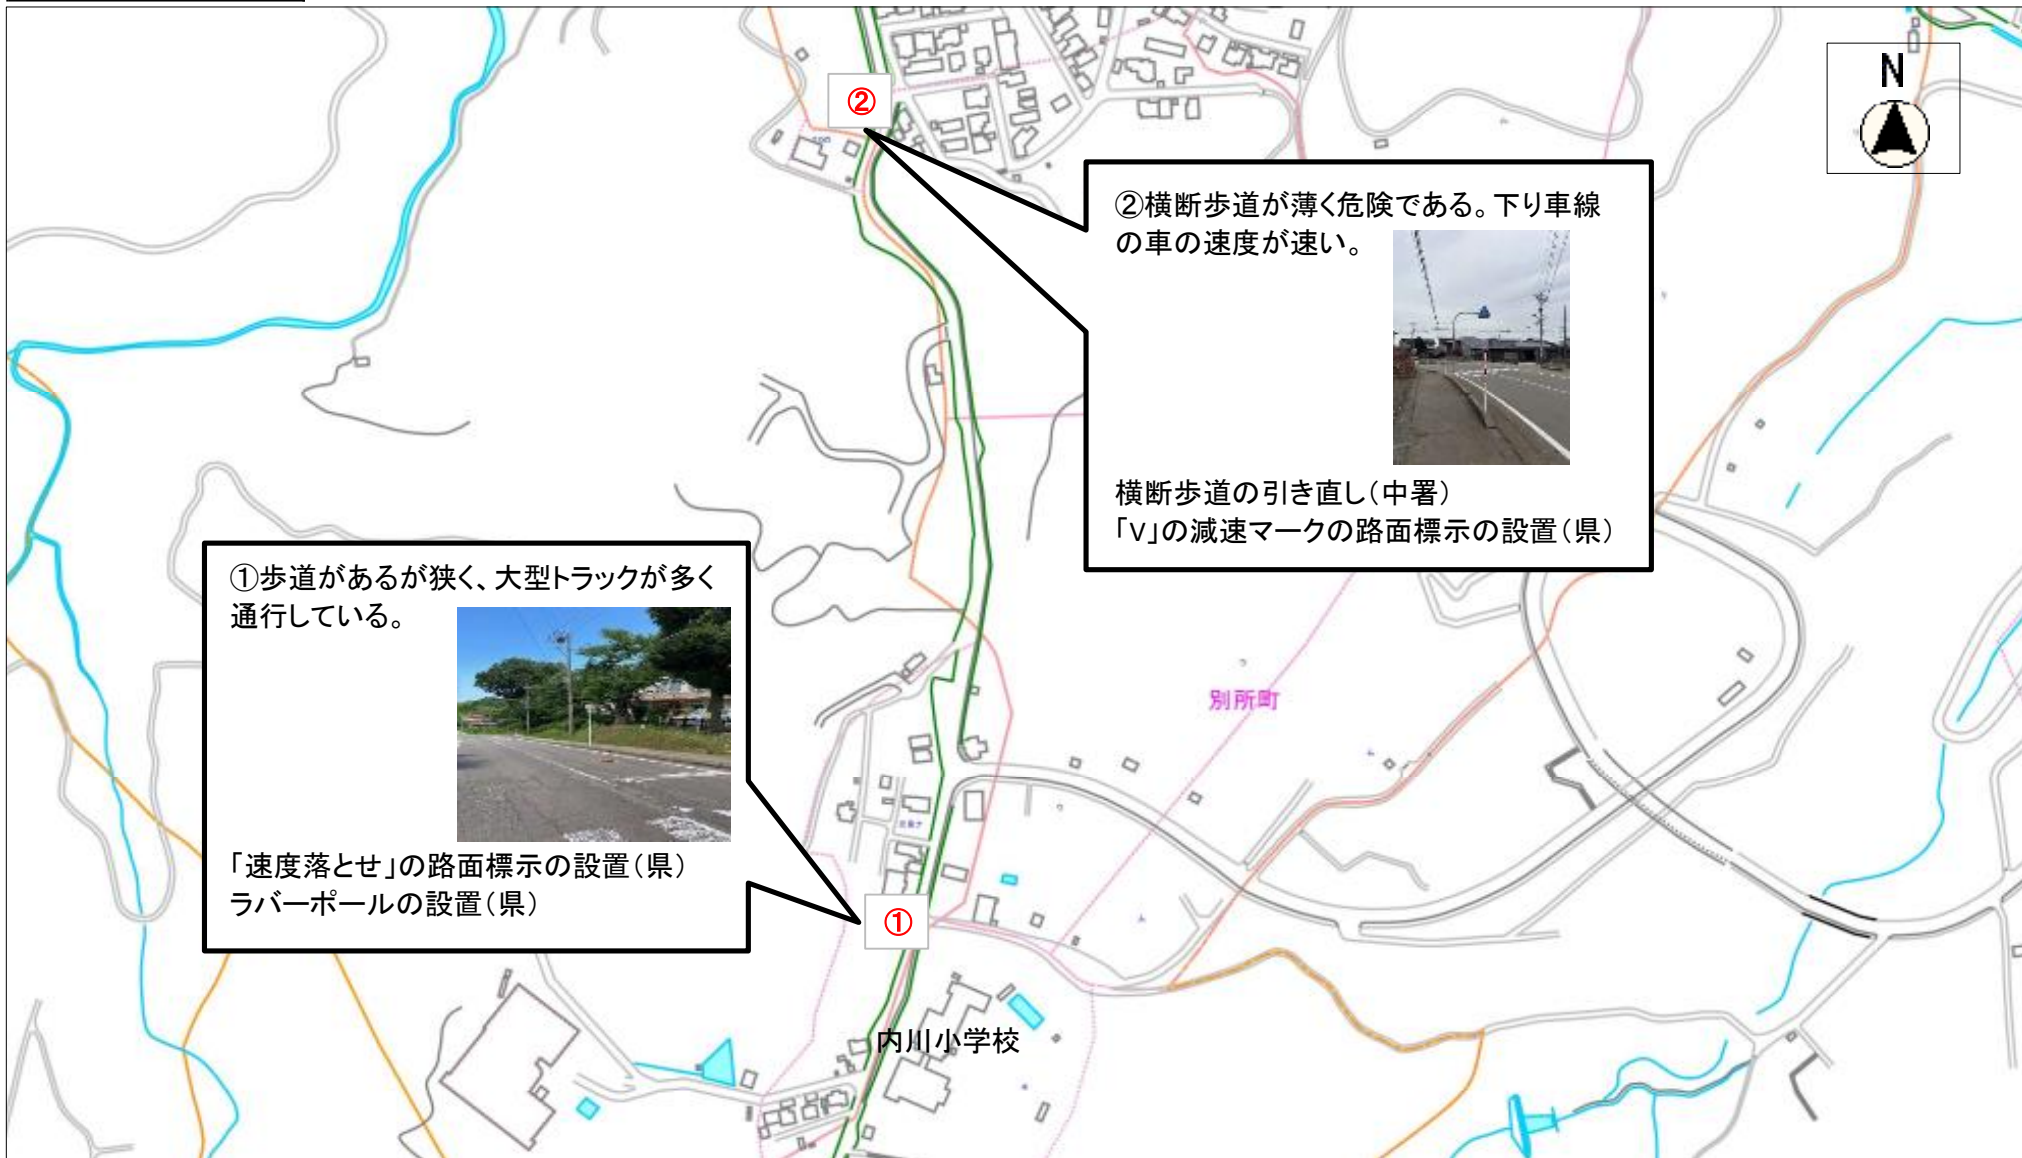 N
②
②横断歩道が薄く危険である。下り車線
の車の速度が速い。
横断歩道の引き直し(中署)
「V」の減速マークの路面標示の設置(県)
①歩道があるが狭く、大型トラックが多く
通行している。
「速度落とせ」の路面標示の設置(県)
ラバーポールの設置(県)
別所町
①
内川小学校